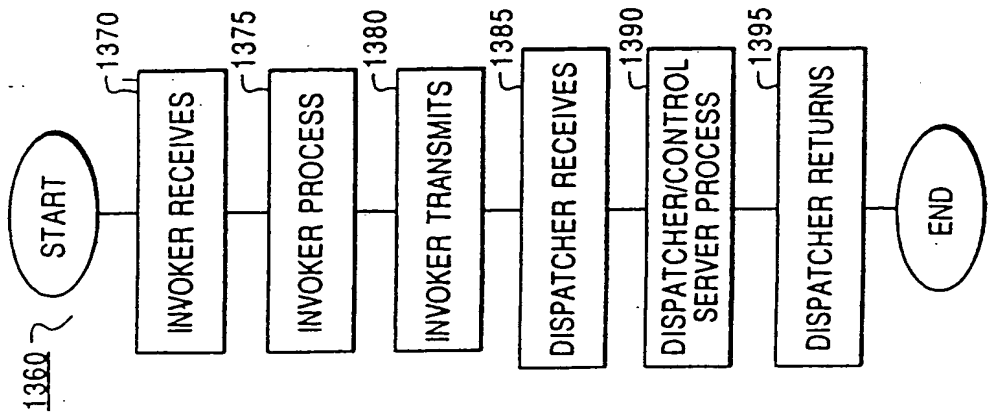 1360
START
1370
INVOKER RECEIVES
1375
INVOKER PROCESS
1380
INVOKER TRANSMITS
1385
DISPATCHER RECEIVES
1390
DISPATCHER/CONTROL
SERVER PROCESS
1395
DISPATCHER RETURNS
END